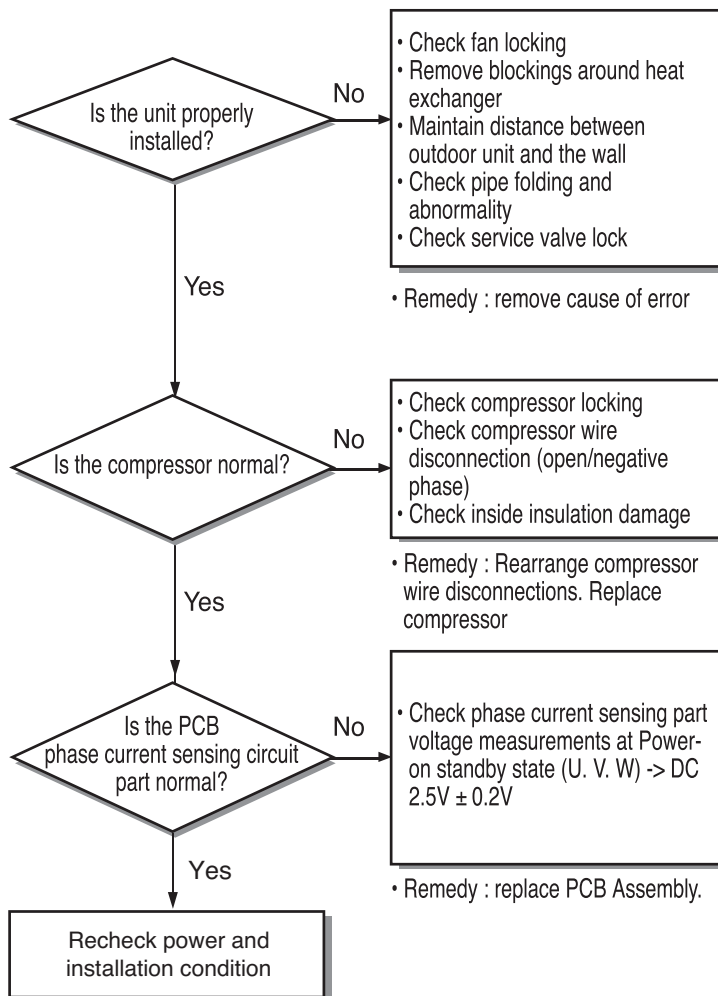 Is the unit properly
installed?
No
• Check fan locking
• Remove blockings around heat
exchanger
• Maintain distance between
outdoor unit and the wall
• Check pipe folding and
abnormality
• Check service valve lock
• Remedy : remove cause of error
Yes
Is the compressor normal?
No
• Check compressor locking
• Check compressor wire
disconnection (open/negative
phase)
• Check inside insulation damage
• Remedy : Rearrange compressor
wire disconnections. Replace
compressor
Yes
Is the PCB
phase current sensing circuit
part normal?
No
• Check phase current sensing part
voltage measurements at Power-
on standby state (U. V. W) -> DC
2.5V ± 0.2V
• Remedy : replace PCB Assembly.
Yes
Recheck power and
installation condition